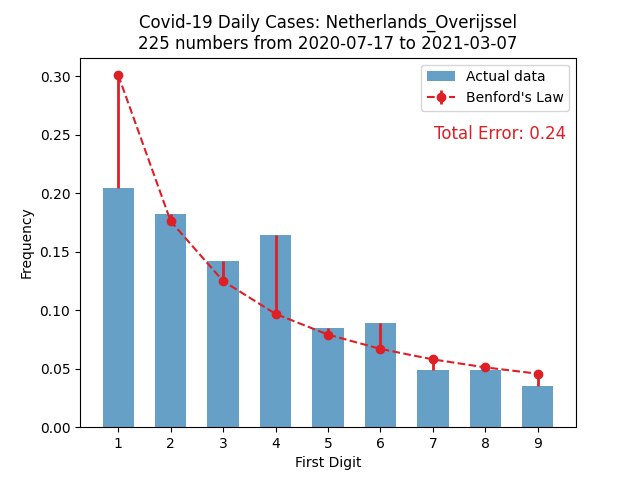 Covid-19 Daily Cases: Netherlands_Overijssel
225 numbers from 2020-07-17 to 2021-03-07
Actual data
Benford's Law
Total Error: 0.24
Frequency
0.30
0.25
0.20
0.15
0.10
0.05
0.00
1 2 3 4 5 6 7 8 9
First Digit